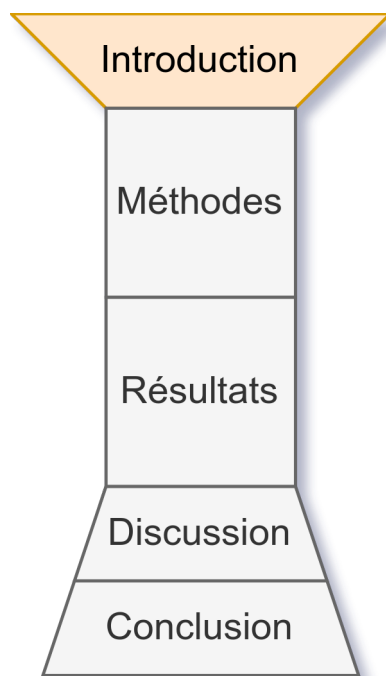 Introduction
Méthodes
Résultats
Discussion
Conclusion